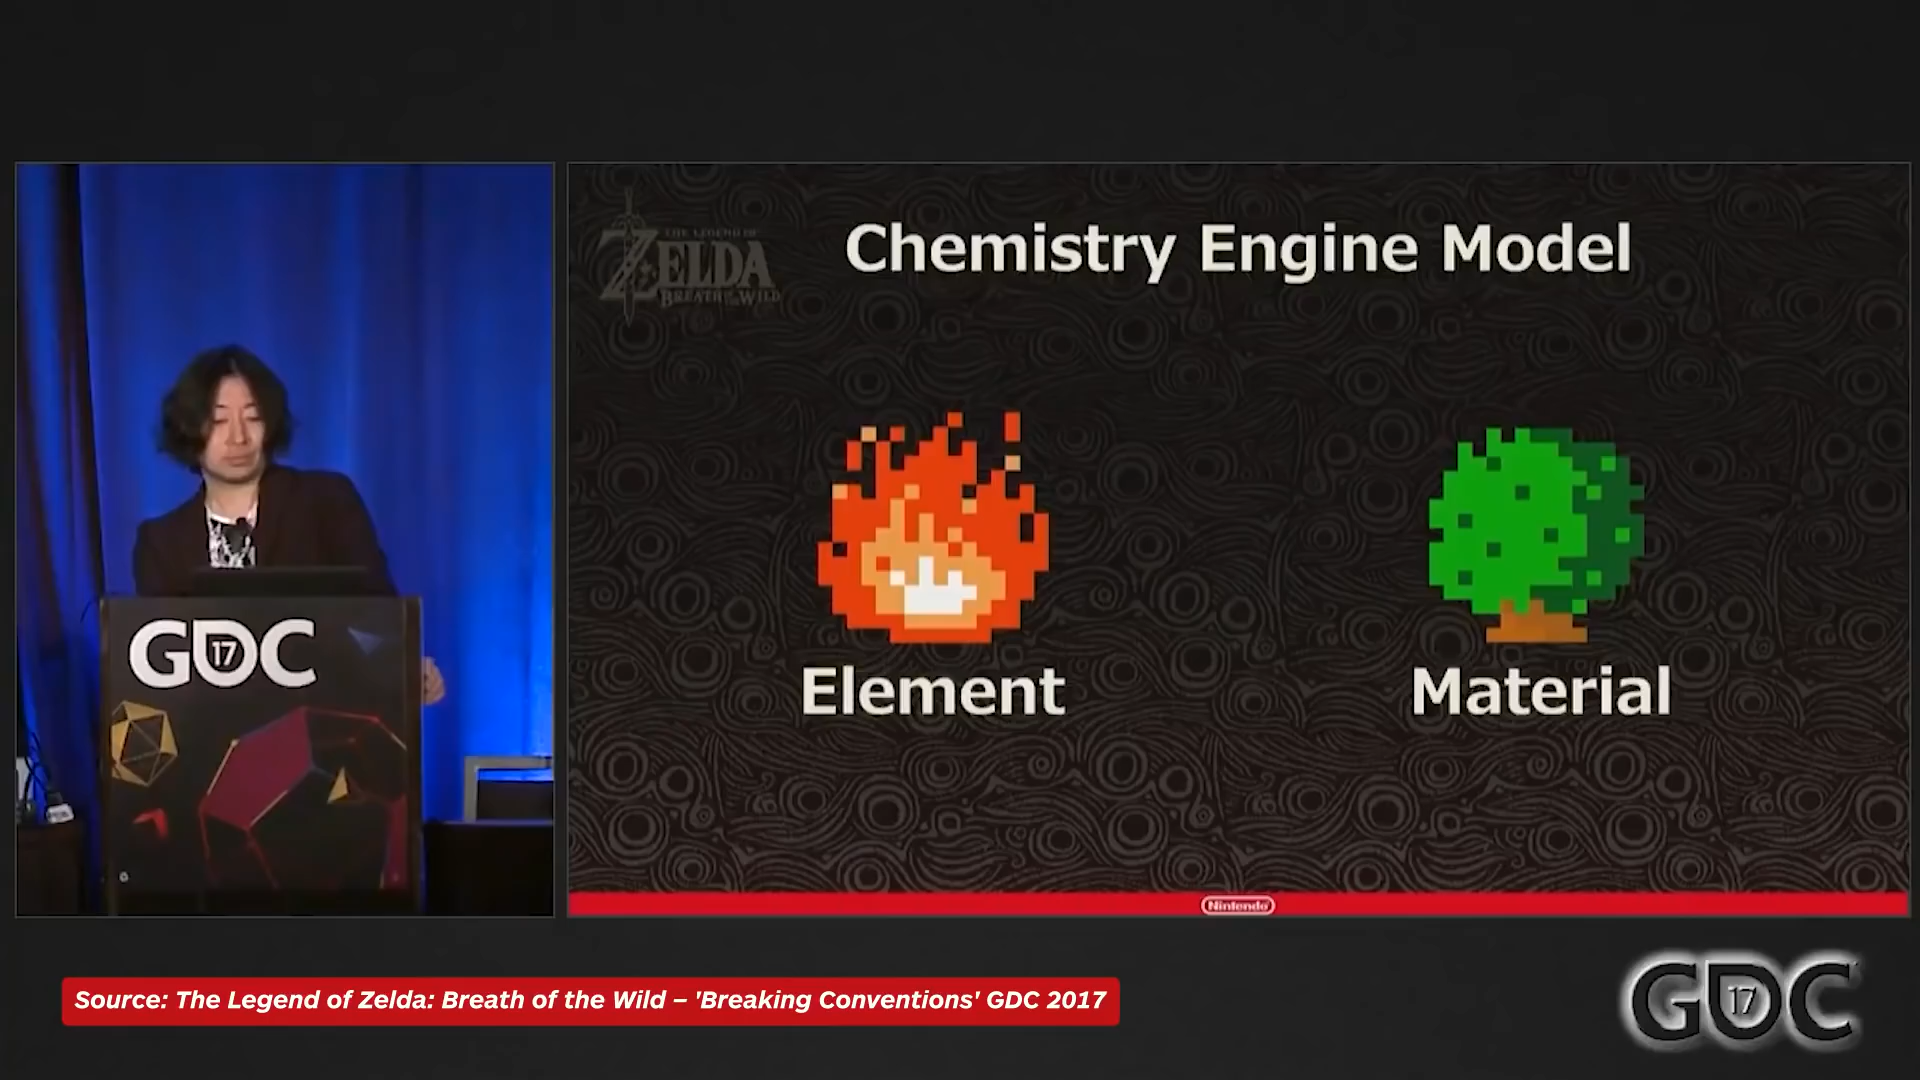 THE LEGEND OF
ZELDA
BREATH OF THE WILD
Chemistry Engine Model
Element
Material
Nintendo
GDC
17
Source: The Legend of Zelda: Breath of the Wild – 'Breaking Conventions' GDC 2017
GDC
17